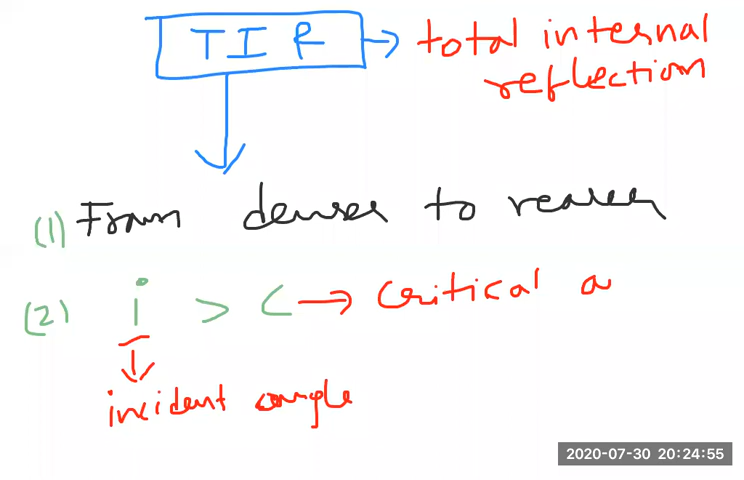 TIR → total internal
reflection
(1) From denser to rarer
(2) i > C → critical a
incident angle
2020-07-30 20:24:55